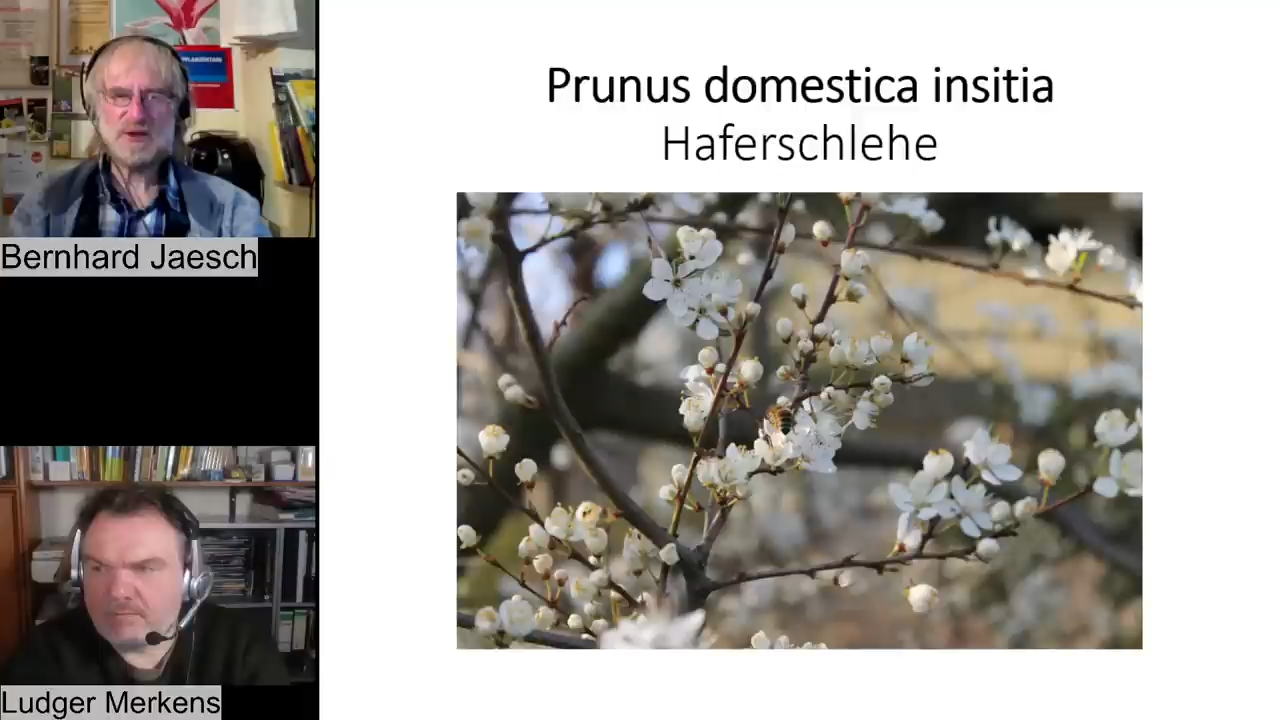 Bernhard Jaesch
Ludger Merkens
Prunus domestica insitia
Haferschlehe